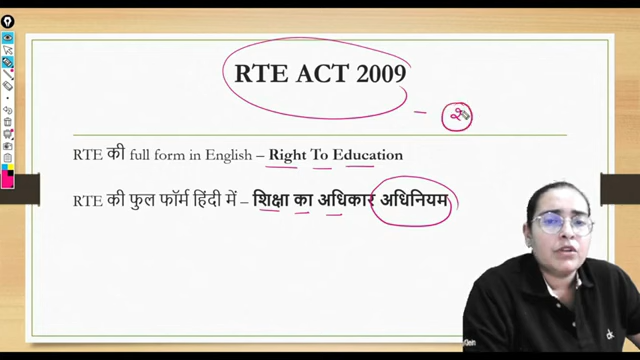 RTE ACT 2009
RTE की full form in English – Right To Education
RTE की फुल फॉर्म हिंदी में – शिक्षा का अधिकार अधिनियम